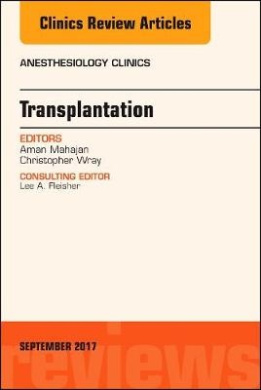 Clinics Review Articles
ANESTHESIOLOGY CLINICS
Transplantation
EDITORS
Aman Mahajan
Christopher Wray
CONSULTING EDITOR
Lee A. Fleisher
SEPTEMBER 2017
reviews